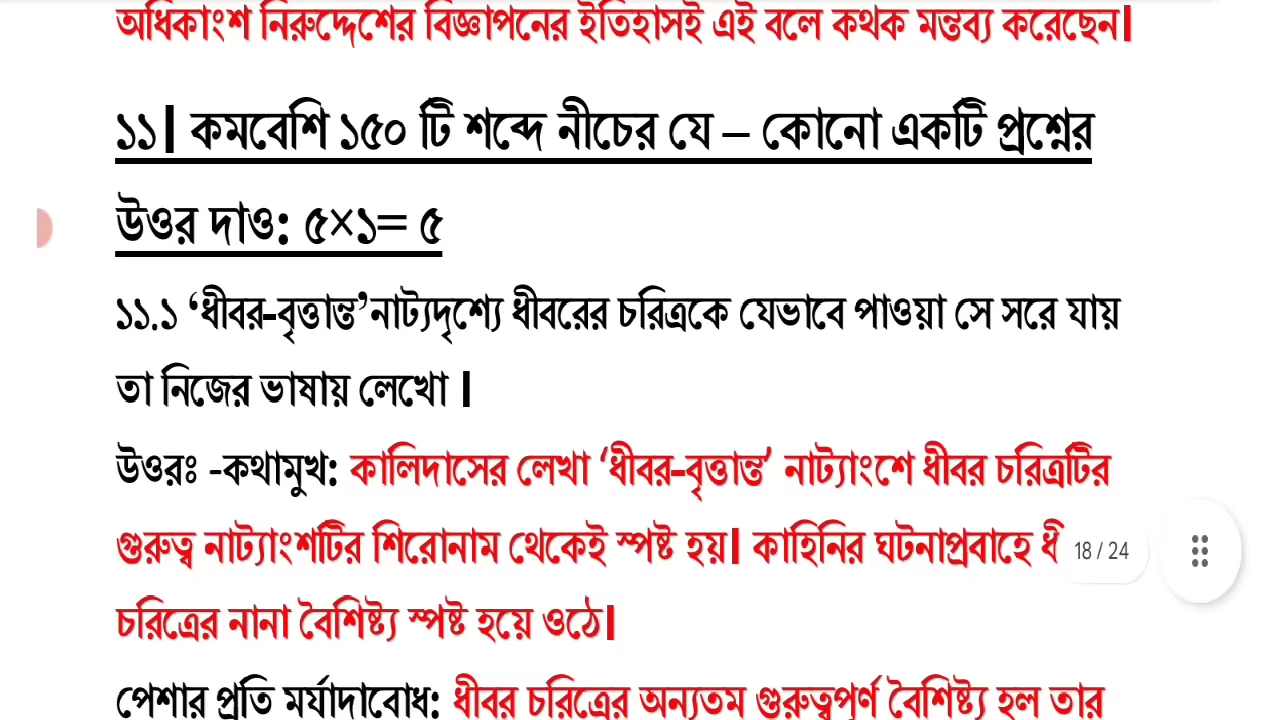 অধিকাংশ নিরুদ্দেশের বিজ্ঞাপনের ইতিহাসই এই বলে কথক মন্তব্য করেছেন।
১১। কমবেশি ১৫০ টি শব্দে নীচের যে – কোনো একটি প্রশ্নের
উওর দাও: ৫×১= ৫
১১.১ ‘ধীবর-বৃত্তান্ত’নাট্যদৃশ্যে ধীবরের চরিত্রকে যেভাবে পাওয়া সে সরে যায়
তা নিজের ভাষায় লেখো ।
উওরঃ -কথামুখ: কালিদাসের লেখা ‘ধীবর-বৃত্তান্ত’ নাট্যাংশে ধীবর চরিত্রটির
গুরুত্ব নাট্যাংশটির শিরোনাম থেকেই স্পষ্ট হয়। কাহিনির ঘটনাপ্রবাহে ধী
18 / 24
চরিত্রের নানা বৈশিষ্ট্য স্পষ্ট হয়ে ওঠে।
পেশার প্রতি মর্যাদাবোধ: ধীবর চরিত্রের অন্যতম গুরুত্বপূর্ণ বৈশিষ্ট্য হল তার